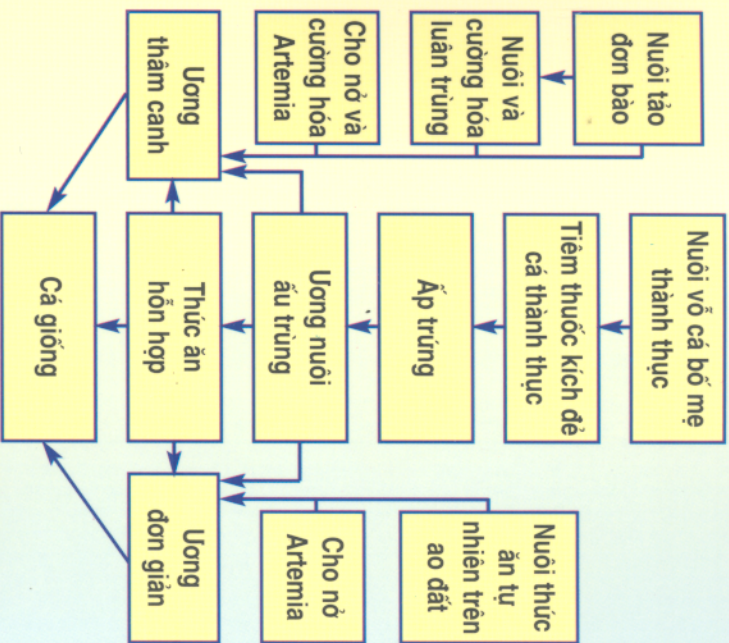 Nuôi vỗ cá bố mẹ
thành thục
Tiêm thuốc kích đẻ
cá thành thục
Ấp trứng
Ương nuôi
ấu trùng
Thức ăn
hỗn hợp
Cá giống
Nuôi tảo
đơn bào
Nuôi và
cường hóa
luân trùng
Cho nở và
cường hóa
Artemia
Ương
thâm canh
Nuôi thức
ăn tự
nhiên trên
ao đất
Cho nở
Artemia
Ương
đơn giản